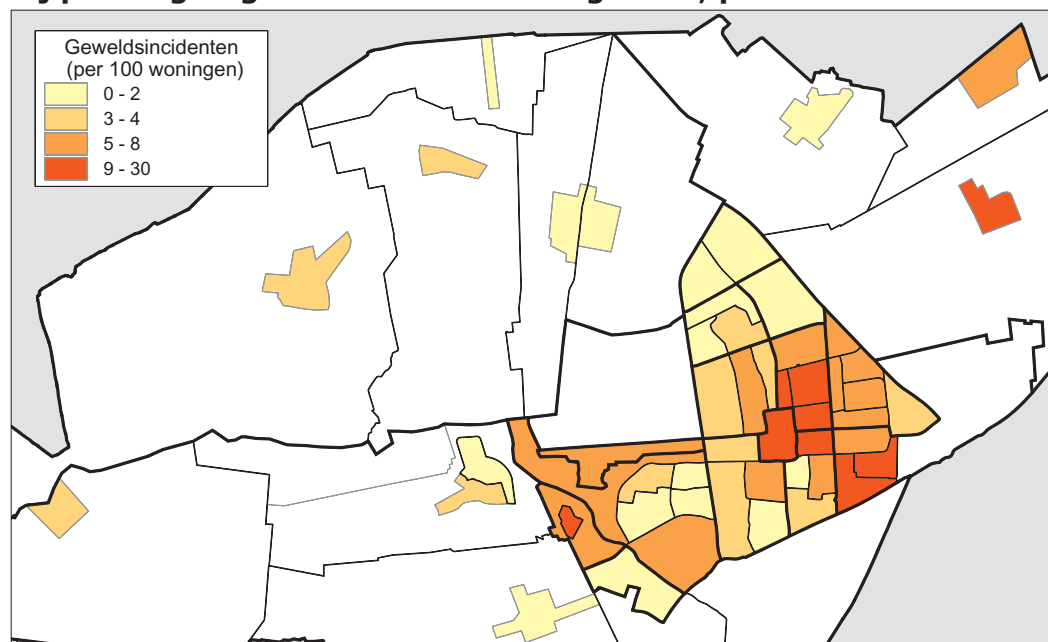 Geweldsincidenten
(per 100 woningen)
0 - 2
3 - 4
5 - 8
9 - 30